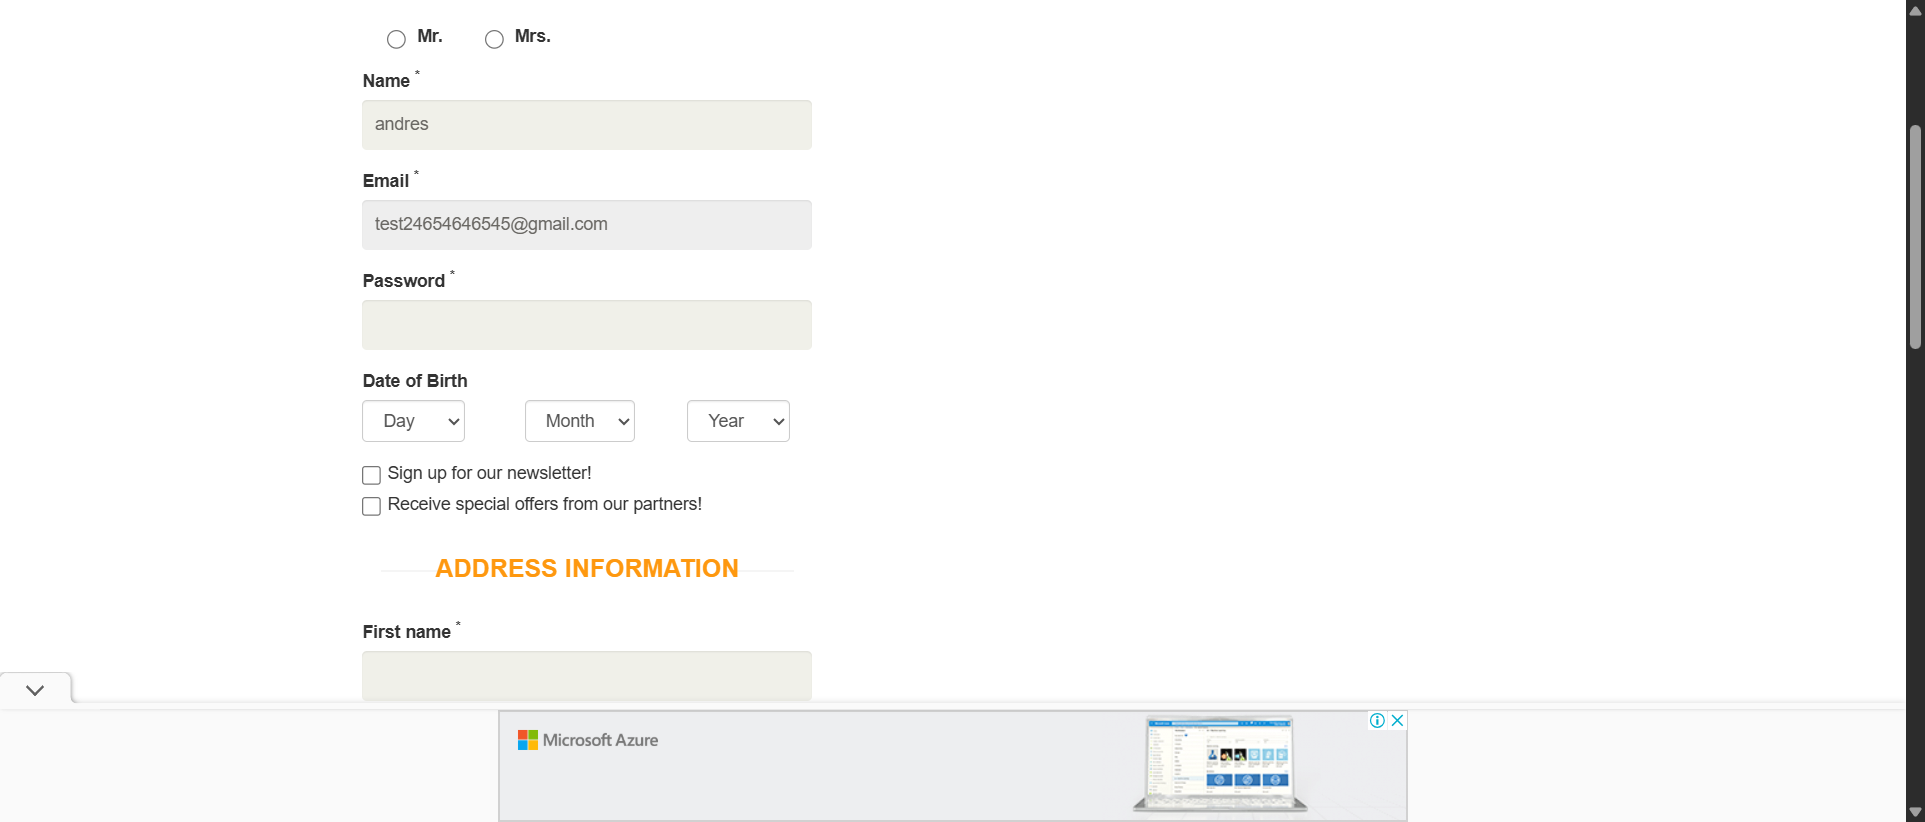 Mr. Mrs.
Name *
andres
Email *
test24654646545@gmail.com
Password *
Date of Birth
Day Month Year
Sign up for our newsletter!
Receive special offers from our partners!
ADDRESS INFORMATION
First name *
Microsoft Azure